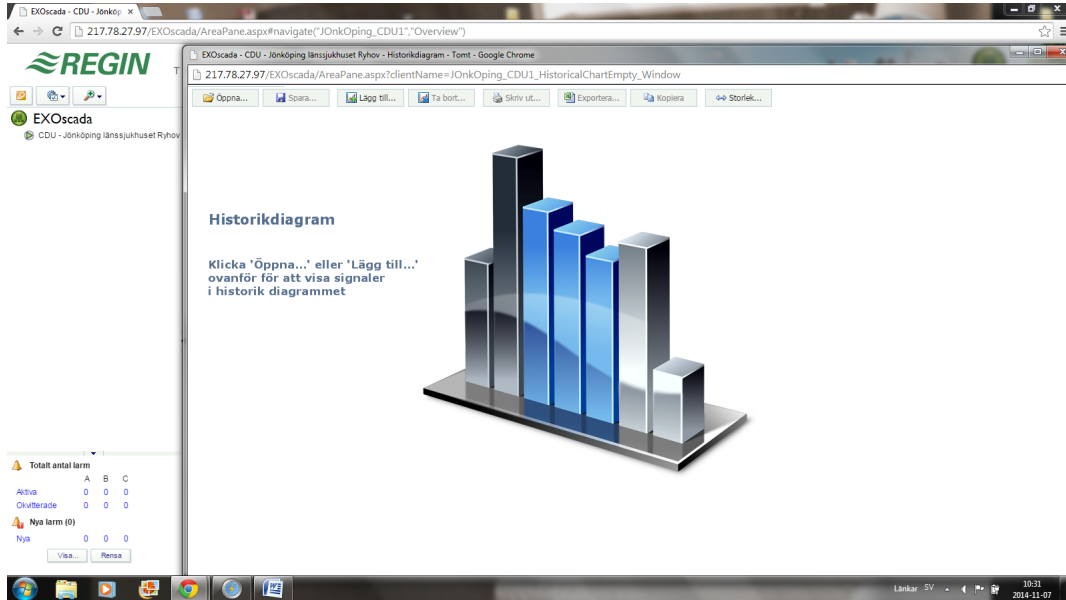 EXOscada - CDU - Jönköp
217.78.27.97/EXOscada/AreaPane.aspx#navigate("JOnkOping_CDU1","Overview")
REGIN
T
EXOscada
CDU - Jönköping länssjukhuset Ryhov
EXOscada - CDU - Jönköping länssjukhuset Ryhov - Historikdiagram - Tomt - Google Chrome
217.78.27.97/EXOscada/AreaPane.aspx?clientName=JOnkOping_CDU1_HistoricalChartEmpty_Window
Öppna... Spara... Lägg till... Ta bort... Skriv ut... Exportera... Kopiera Storlek...
Historikdiagram
Klicka 'Öppna...' eller 'Lägg till...'
ovanför för att visa signaler
i historik diagrammet
Totalt antal larm
A B C
Aktiva 0 0 0
Okvitterade 0 0 0
Nya larm (0)
Nya 0 0 0
Visa... Rensa
Länkar SV 10:31
2014-11-07